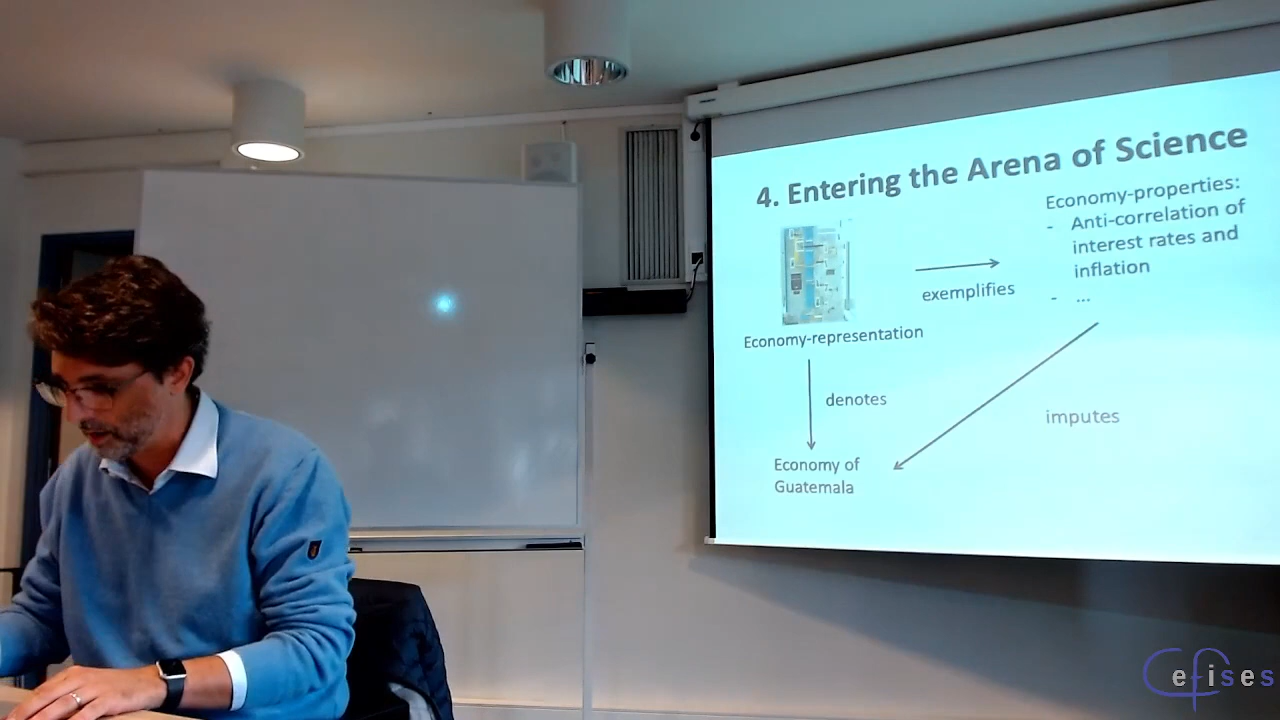 4. Entering the Arena of Science
Economy-properties:
- Anti-correlation of
interest rates and
inflation
- ...
exemplifies
Economy-representation
denotes
imputes
Economy of
Guatemala
Cefises